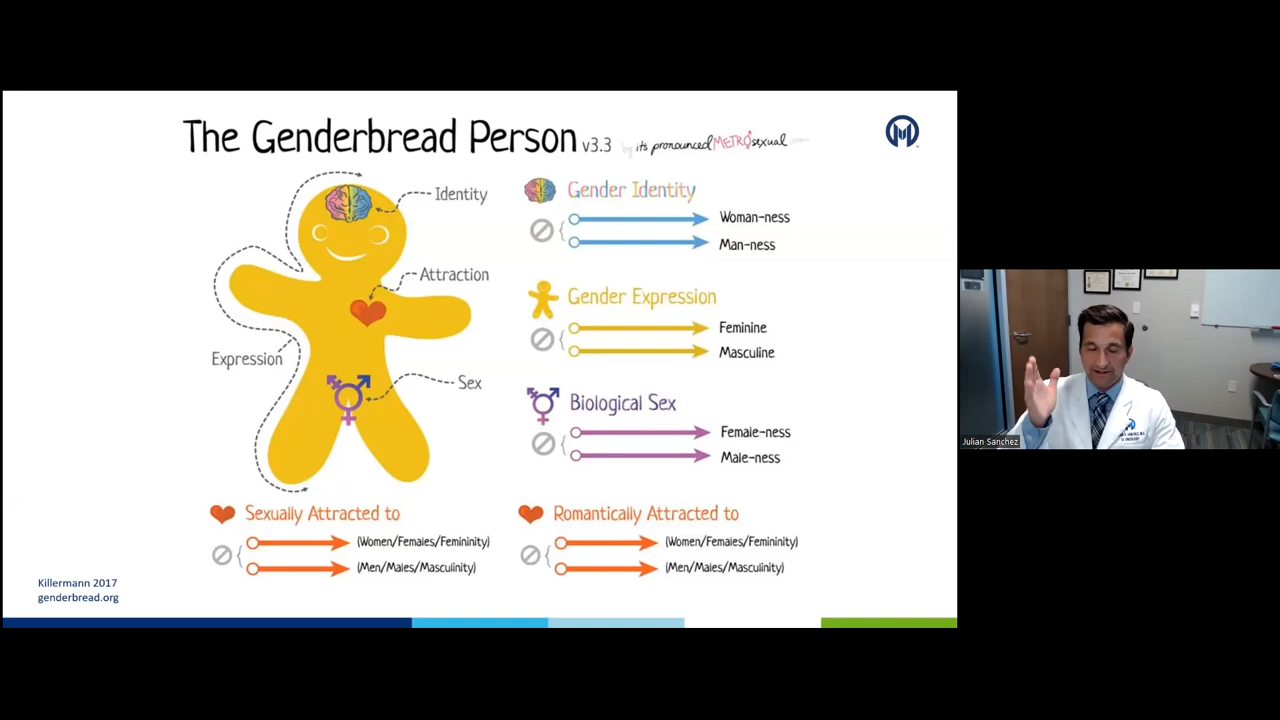 The Genderbread Person v3.3 by it's pronounced METROsexual
Identity
Attraction
Expression
Sex
Gender Identity
Woman-ness
Man-ness
Gender Expression
Feminine
Masculine
Biological Sex
Female-ness
Male-ness
Sexually Attracted to
(Women/Females/Femininity)
(Men/Males/Masculinity)
Romantically Attracted to
(Women/Females/Femininity)
(Men/Males/Masculinity)
Killermann 2017
genderbread.org
Julian Sanchez